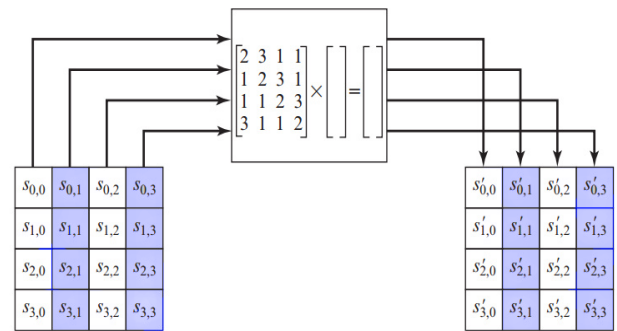 2 3 1 1
1 2 3 1
1 1 2 3
3 1 1 2
× =
s0,0 s0,1 s0,2 s0,3
s1,0 s1,1 s1,2 s1,3
s2,0 s2,1 s2,2 s2,3
s3,0 s3,1 s3,2 s3,3
s′0,0 s′0,1 s′0,2 s′0,3
s′1,0 s′1,1 s′1,2 s′1,3
s′2,0 s′2,1 s′2,2 s′2,3
s′3,0 s′3,1 s′3,2 s′3,3